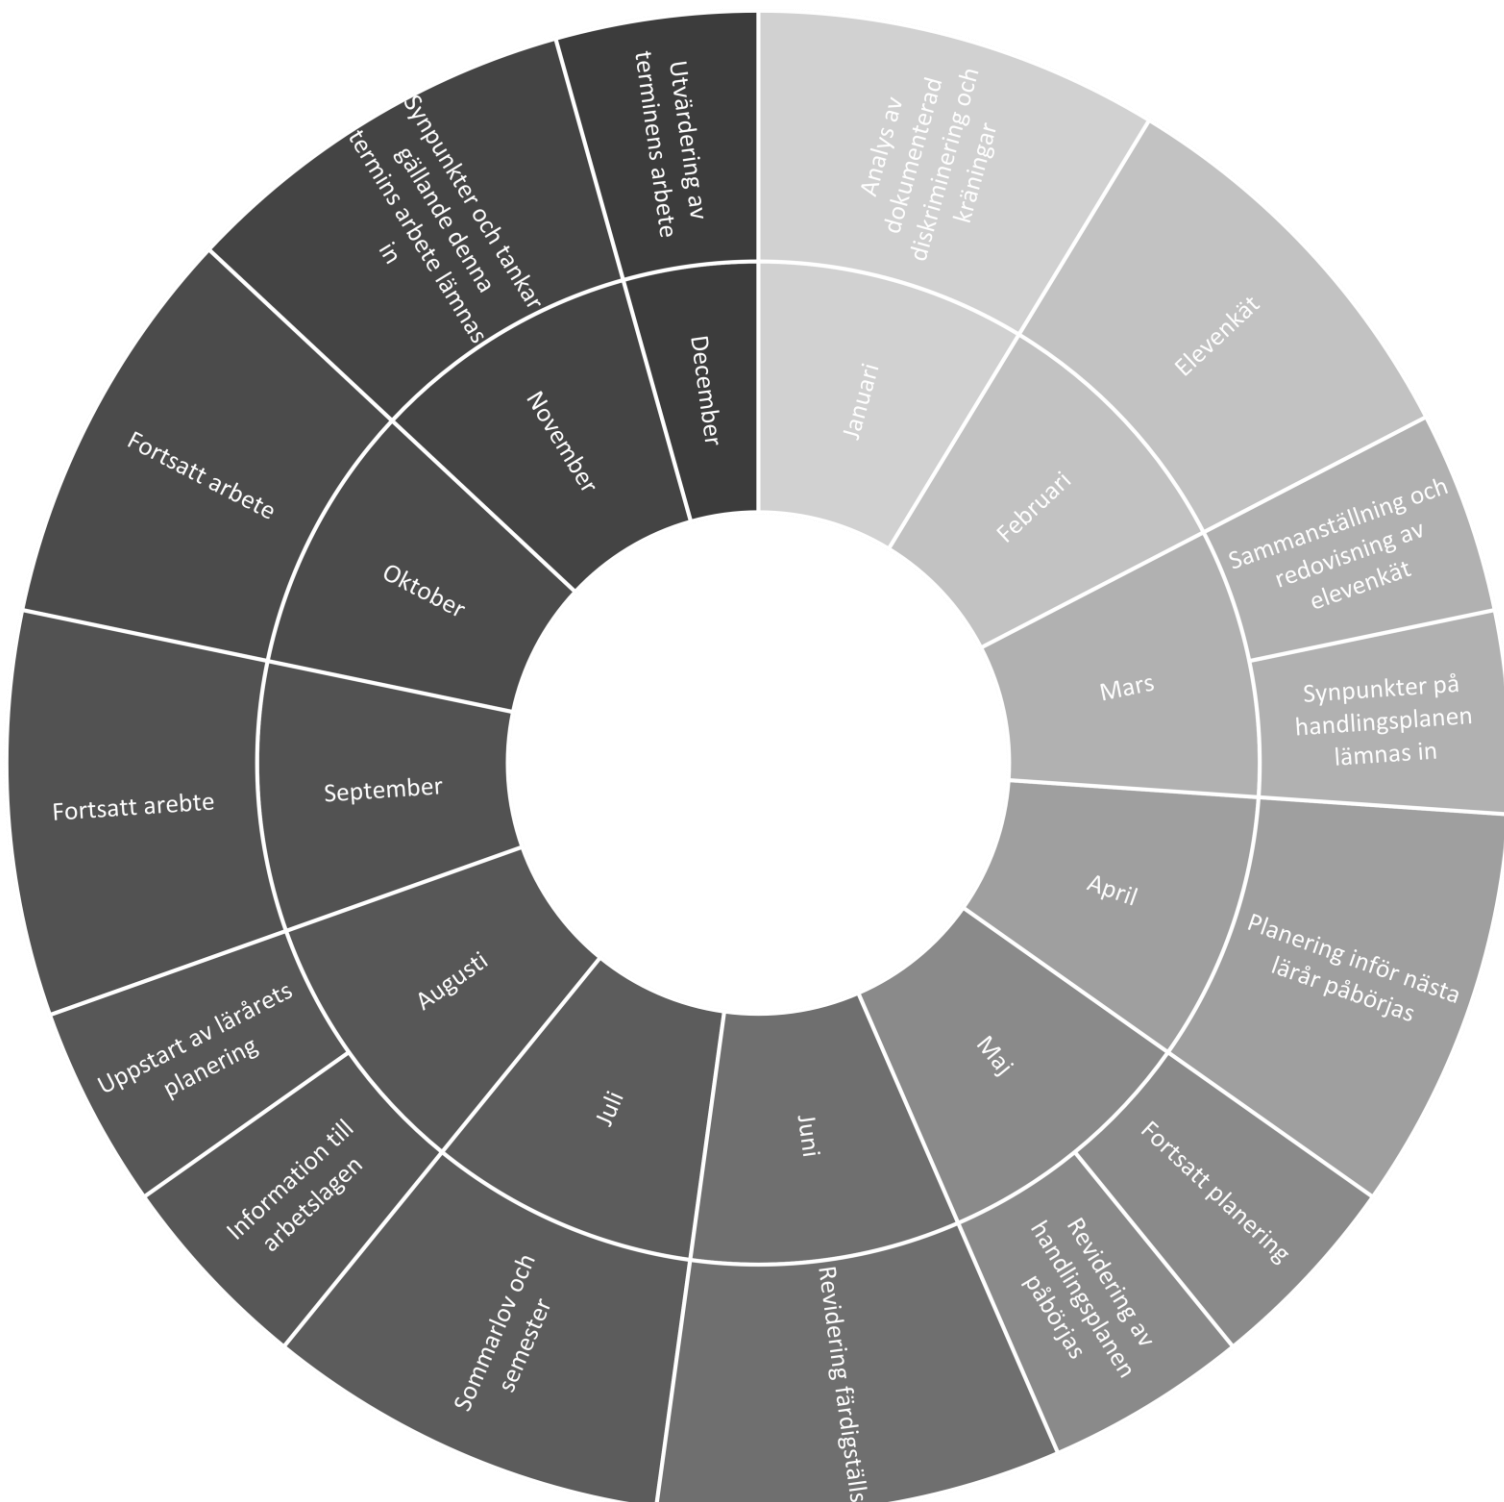 Januari
Analys av
dokumenterad
diskriminering och
kräningar
Februari
Elevenkät
Mars
Sammanställning och
redovisning av
elevenkät
Synpunkter på
handlingsplanen
lämnas in
April
Planering inför nästa
lärår påbörjas
Maj
Fortsatt planering
Revidering av
handlingsplanen
påbörjas
Juni
Revidering färdigställs
Juli
Sommarlov och
semester
Augusti
Information till
arbetslagen
Uppstart av lärårets
planering
September
Fortsatt arebte
Oktober
Fortsatt arbete
November
Synpunkter och tankar
gällande denna
termins arbete lämnas
in
December
Utvärdering av
terminens arbete